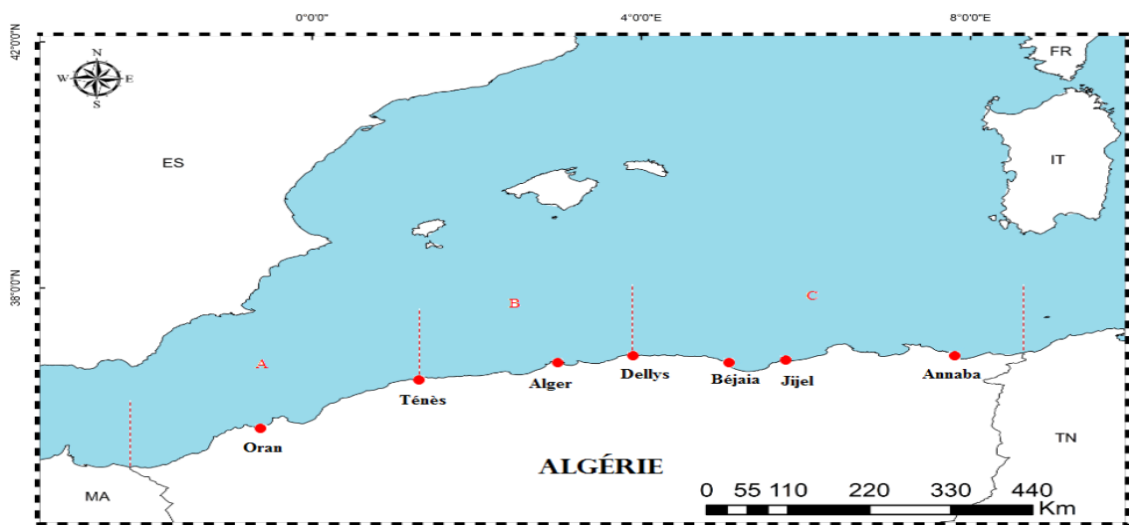 0°0'0"E 4°0'0"E 8°0'0"E
42°0'0"N
N
W E
S
FR
ES
IT
38°0'0"N
B
C
A
Ténès
Alger
Dellys
Béjaia
Jijel
Annaba
Oran
TN
ALGÉRIE
MA
0 55 110 220 330 440
Km